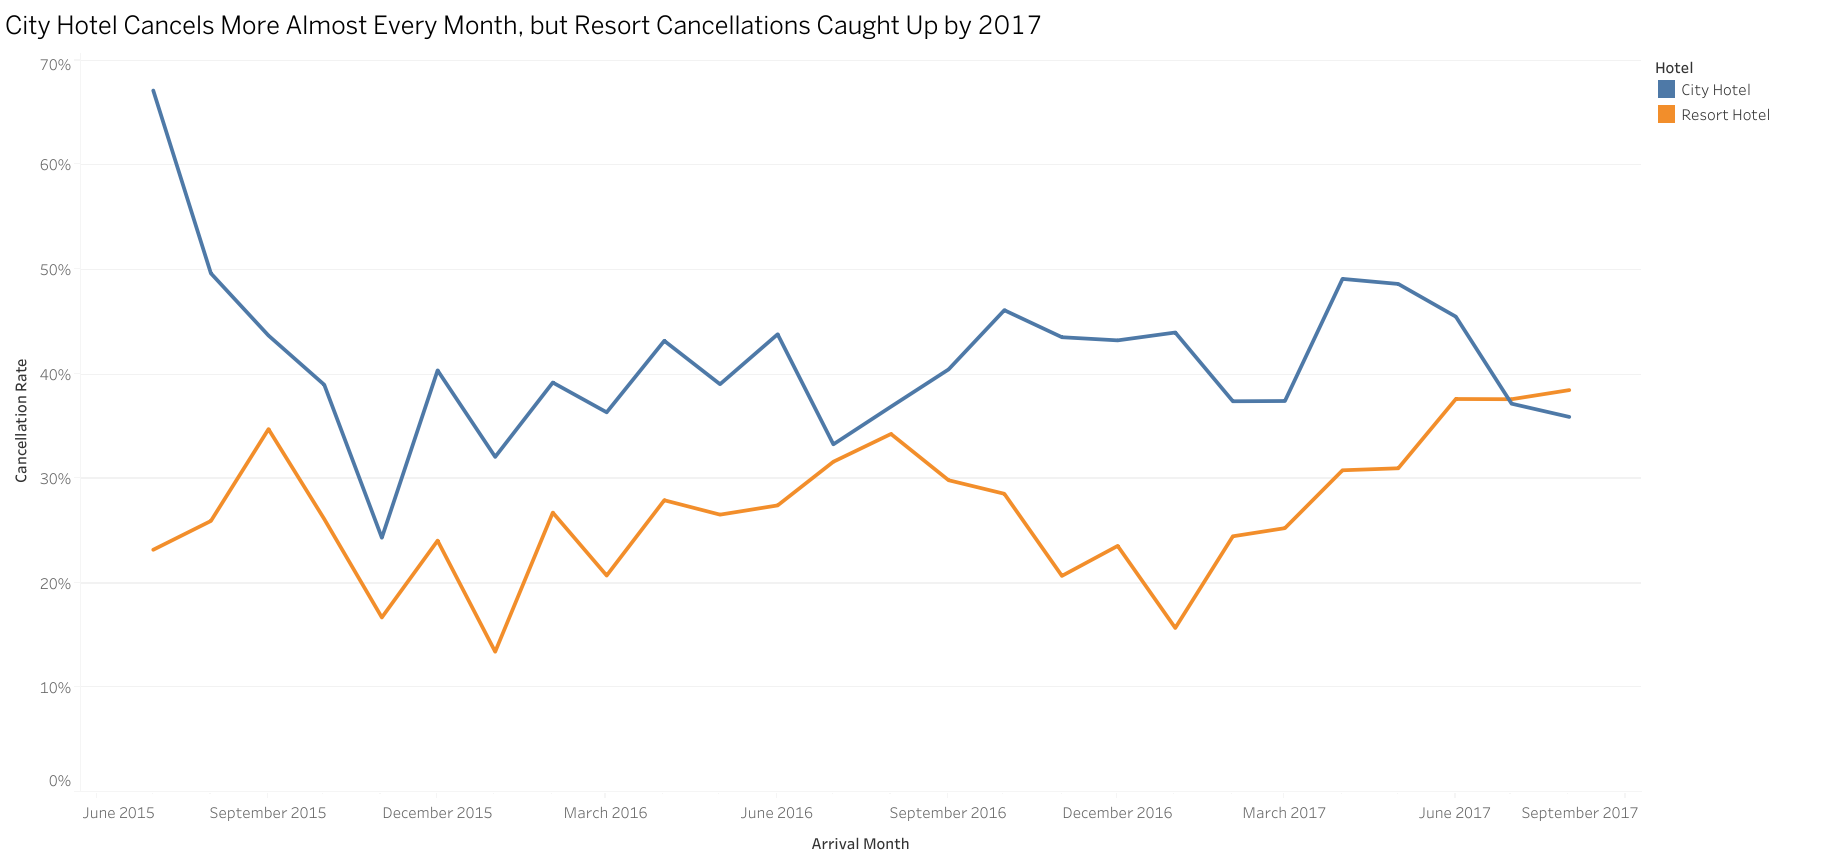 City Hotel Cancels More Almost Every Month, but Resort Cancellations Caught Up by 2017
70%
60%
50%
40%
30%
20%
10%
0%
Cancellation Rate
June 2015
September 2015
December 2015
March 2016
June 2016
September 2016
December 2016
March 2017
June 2017
September 2017
Arrival Month
Hotel
City Hotel
Resort Hotel